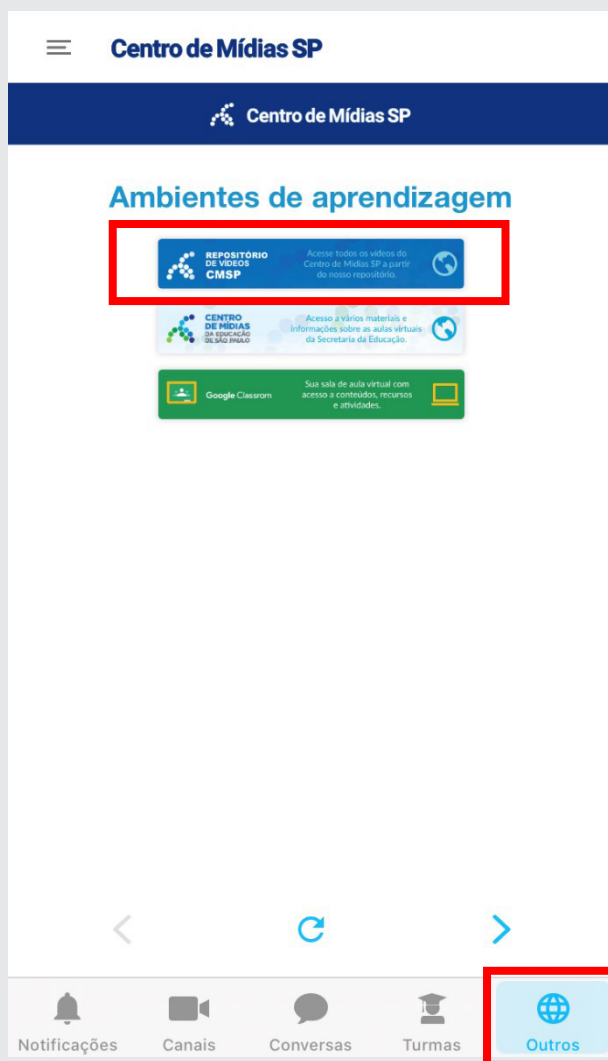 Centro de Mídias SP
Centro de Mídias SP
Ambientes de aprendizagem
REPOSITÓRIO
DE VÍDEOS
CMSP
Acesse todos os vídeos do
Centro de Mídias SP a partir
do nosso repositório.
CENTRO
DE MÍDIAS
DA EDUCAÇÃO
DE SÃO PAULO
Acesso a vários materiais e
informações sobre as aulas virtuais
da Secretaria da Educação.
Google Classrom
Sua sala de aula virtual com
acesso a conteúdos, recursos
e atividades.
Notificações Canais Conversas Turmas Outros